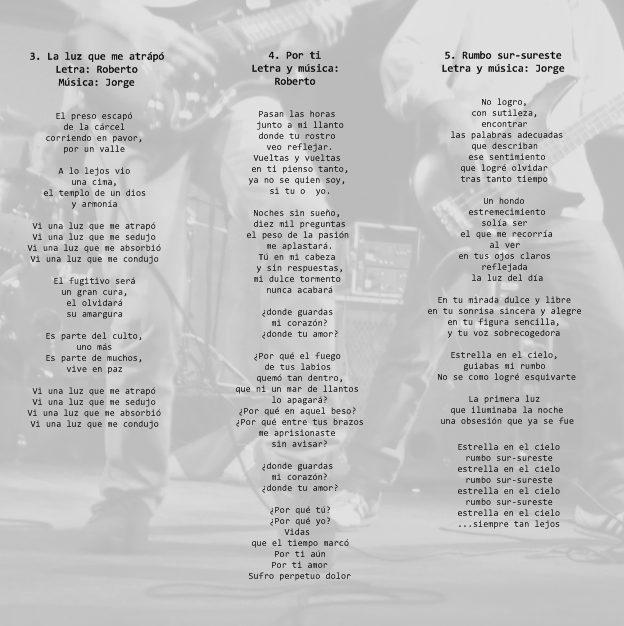 3. La luz que me atrápó
Letra: Roberto
Música: Jorge
El preso escapó
de la cárcel
corriendo en pavor,
por un valle
A lo lejos vio
una cima,
el templo de un dios
y armonía
Vi una luz que me atrapó
Vi una luz que me sedujo
Vi una luz que me absorbió
Vi una luz que me condujo
El fugitivo será
un gran cura,
el olvidará
su amargura
Es parte del culto,
uno más
Es parte de muchos,
vive en paz
Vi una luz que me atrapó
Vi una luz que me sedujo
Vi una luz que me absorbió
Vi una luz que me condujo
4. Por ti
Letra y música:
Roberto
Pasan las horas
junto a mi llanto
donde tu rostro
veo reflejar.
Vueltas y vueltas
en ti pienso tanto,
ya no se quien soy,
si tu o yo.
Noches sin sueño,
diez mil preguntas
el peso de la pasión
me aplastará.
Tú en mi cabeza
y sin respuestas,
mi dulce tormento
nunca acabará
¿donde guardas
mi corazón?
¿donde tu amor?
¿Por qué el fuego
de tus labios
quemó tan dentro,
que ni un mar de llantos
lo apagará?
¿Por qué en aquel beso?
¿Por qué entre tus brazos
me aprisionaste
sin avisar?
¿donde guardas
mi corazón?
¿donde tu amor?
¿Por qué tú?
¿Por qué yo?
Vidas
que el tiempo marcó
Por ti aún
Por ti amor
Sufro perpetuo dolor
5. Rumbo sur-sureste
Letra y música: Jorge
No logro,
con sutileza,
encontrar
las palabras adecuadas
que describan
ese sentimiento
que logré olvidar
tras tanto tiempo
Un hondo
estremecimiento
solía ser
el que me recorría
al ver
en tus ojos claros
reflejada
la luz del día
En tu mirada dulce y libre
en tu sonrisa sincera y alegre
en tu figura sencilla,
y tu voz sobrecogedora
Estrella en el cielo,
guiabas mi rumbo
No se como logré esquivarte
La primera luz
que iluminaba la noche
una obsesión que ya se fue
Estrella en el cielo
rumbo sur-sureste
estrella en el cielo
rumbo sur-sureste
estrella en el cielo
rumbo sur-sureste
estrella en el cielo
...siempre tan lejos